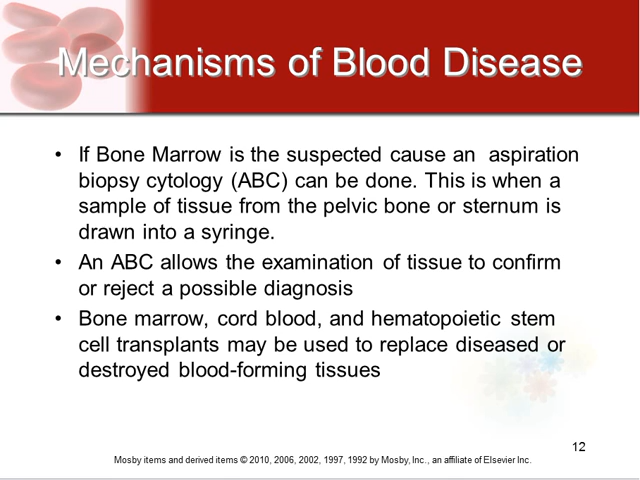 Mechanisms of Blood Disease
• If Bone Marrow is the suspected cause an aspiration
biopsy cytology (ABC) can be done. This is when a
sample of tissue from the pelvic bone or sternum is
drawn into a syringe.
• An ABC allows the examination of tissue to confirm
or reject a possible diagnosis
• Bone marrow, cord blood, and hematopoietic stem
cell transplants may be used to replace diseased or
destroyed blood-forming tissues
12
Mosby items and derived items © 2010, 2006, 2002, 1997, 1992 by Mosby, Inc., an affiliate of Elsevier Inc.